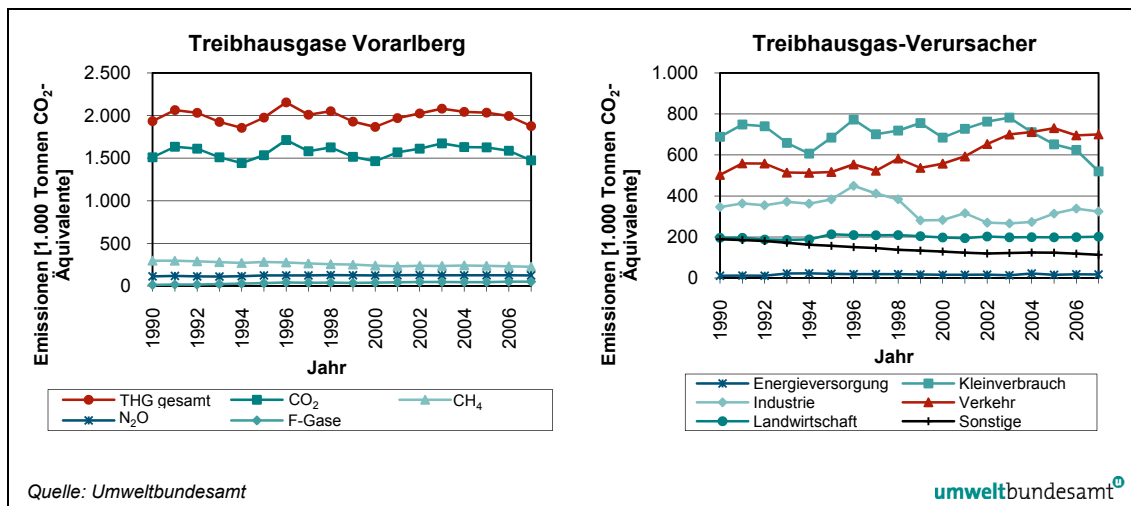 Treibhausgase Vorarlberg
Emissionen [1.000 Tonnen CO₂-
Äquivalente]
2.500
2.000
1.500
1.000
500
0
1990
1992
1994
1996
1998
2000
2002
2004
2006
Jahr
THG gesamt
CO₂
CH₄
N₂O
F-Gase
Treibhausgas-Verursacher
Emissionen [1.000 Tonnen CO₂-
Äquivalente]
1.000
800
600
400
200
0
1990
1992
1994
1996
1998
2000
2002
2004
2006
Jahr
Energieversorgung
Kleinverbrauch
Industrie
Verkehr
Landwirtschaft
Sonstige
Quelle: Umweltbundesamt
umweltbundesamt
u